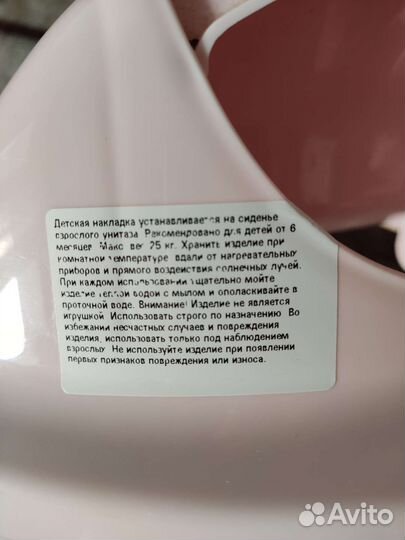 Детская накладка устанавливается на сиденье
взрослого унитаза. Рекомендовано для детей от 6
месяцев. Макс. вес 25 кг. Хранить изделие при
комнатной температуре вдали от нагревательных
приборов и прямого воздействия солнечных лучей.
При каждом использовании тщательно мойте
изделие теплой водой с мылом и ополаскивайте в
проточной воде. Внимание! Изделие не является
игрушкой. Использовать строго по назначению. Во
избежании несчастных случаев и повреждения
изделия, использовать только под наблюдением
взрослых. Не используйте изделие при появлении
первых признаков повреждения или износа.
Avito